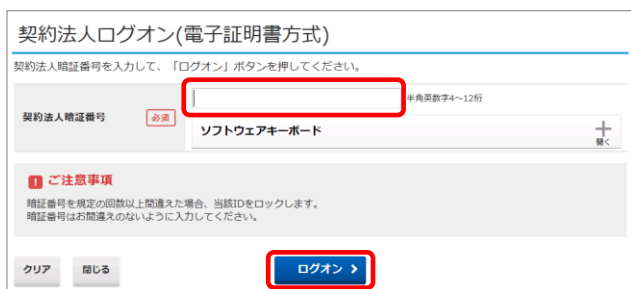 契約法人ログオン(電子証明書方式)
契約法人暗証番号を入力して、「ログオン」ボタンを押してください。
半角英数字4～12桁
契約法人暗証番号
必須
ソフトウェアキーボード
開く
ご注意事項
暗証番号を規定の回数以上間違えた場合、当該IDをロックします。
暗証番号はお間違えのないように入力してください。
クリア 閉じる ログオン